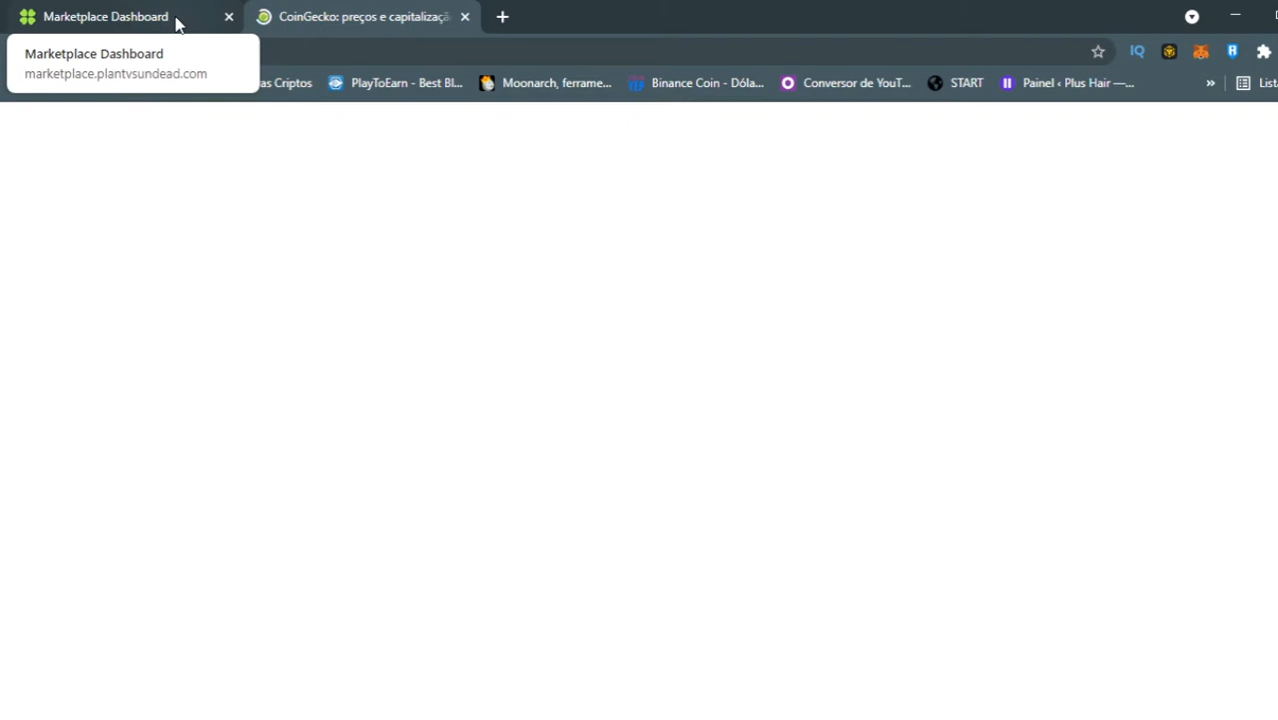 Marketplace Dashboard
CoinGecko: preços e capitalizaçã
Marketplace Dashboard
marketplace.plantvsundead.com
IQ
as Criptos
PlayToEarn - Best Bl...
Moonarch, ferrame...
Binance Coin - Dóla...
Conversor de YouT...
START
Painel ‹ Plus Hair —...
»
List